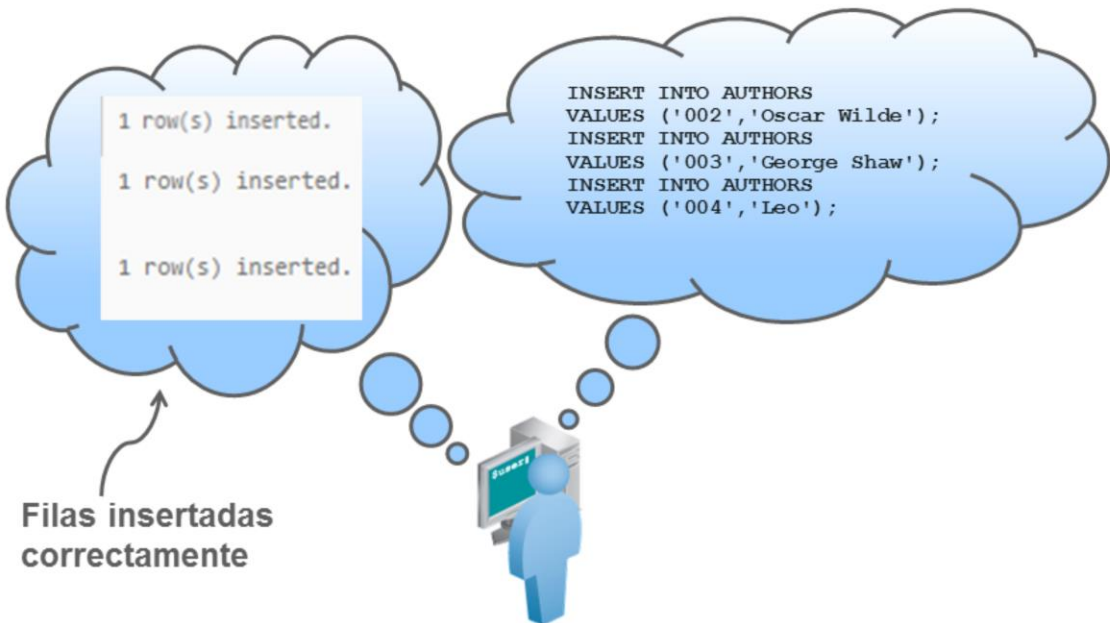 1 row(s) inserted.
1 row(s) inserted.
1 row(s) inserted.
INSERT INTO AUTHORS
VALUES ('002','Oscar Wilde');
INSERT INTO AUTHORS
VALUES ('003','George Shaw');
INSERT INTO AUTHORS
VALUES ('004','Leo');
Filas insertadas
correctamente